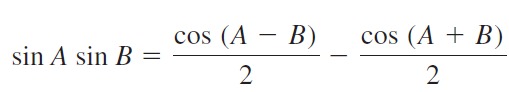 sin A sin B = cos (A − B)/2 − cos (A + B)/2